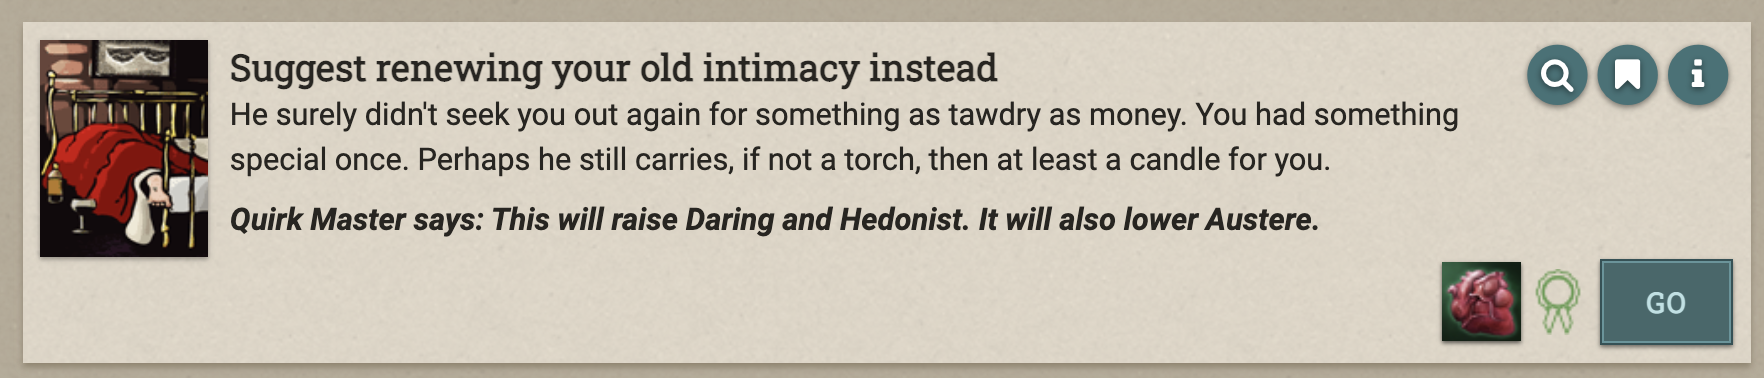 Suggest renewing your old intimacy instead
He surely didn't seek you out again for something as tawdry as money. You had something
special once. Perhaps he still carries, if not a torch, then at least a candle for you.
Quirk Master says: This will raise Daring and Hedonist. It will also lower Austere.
GO